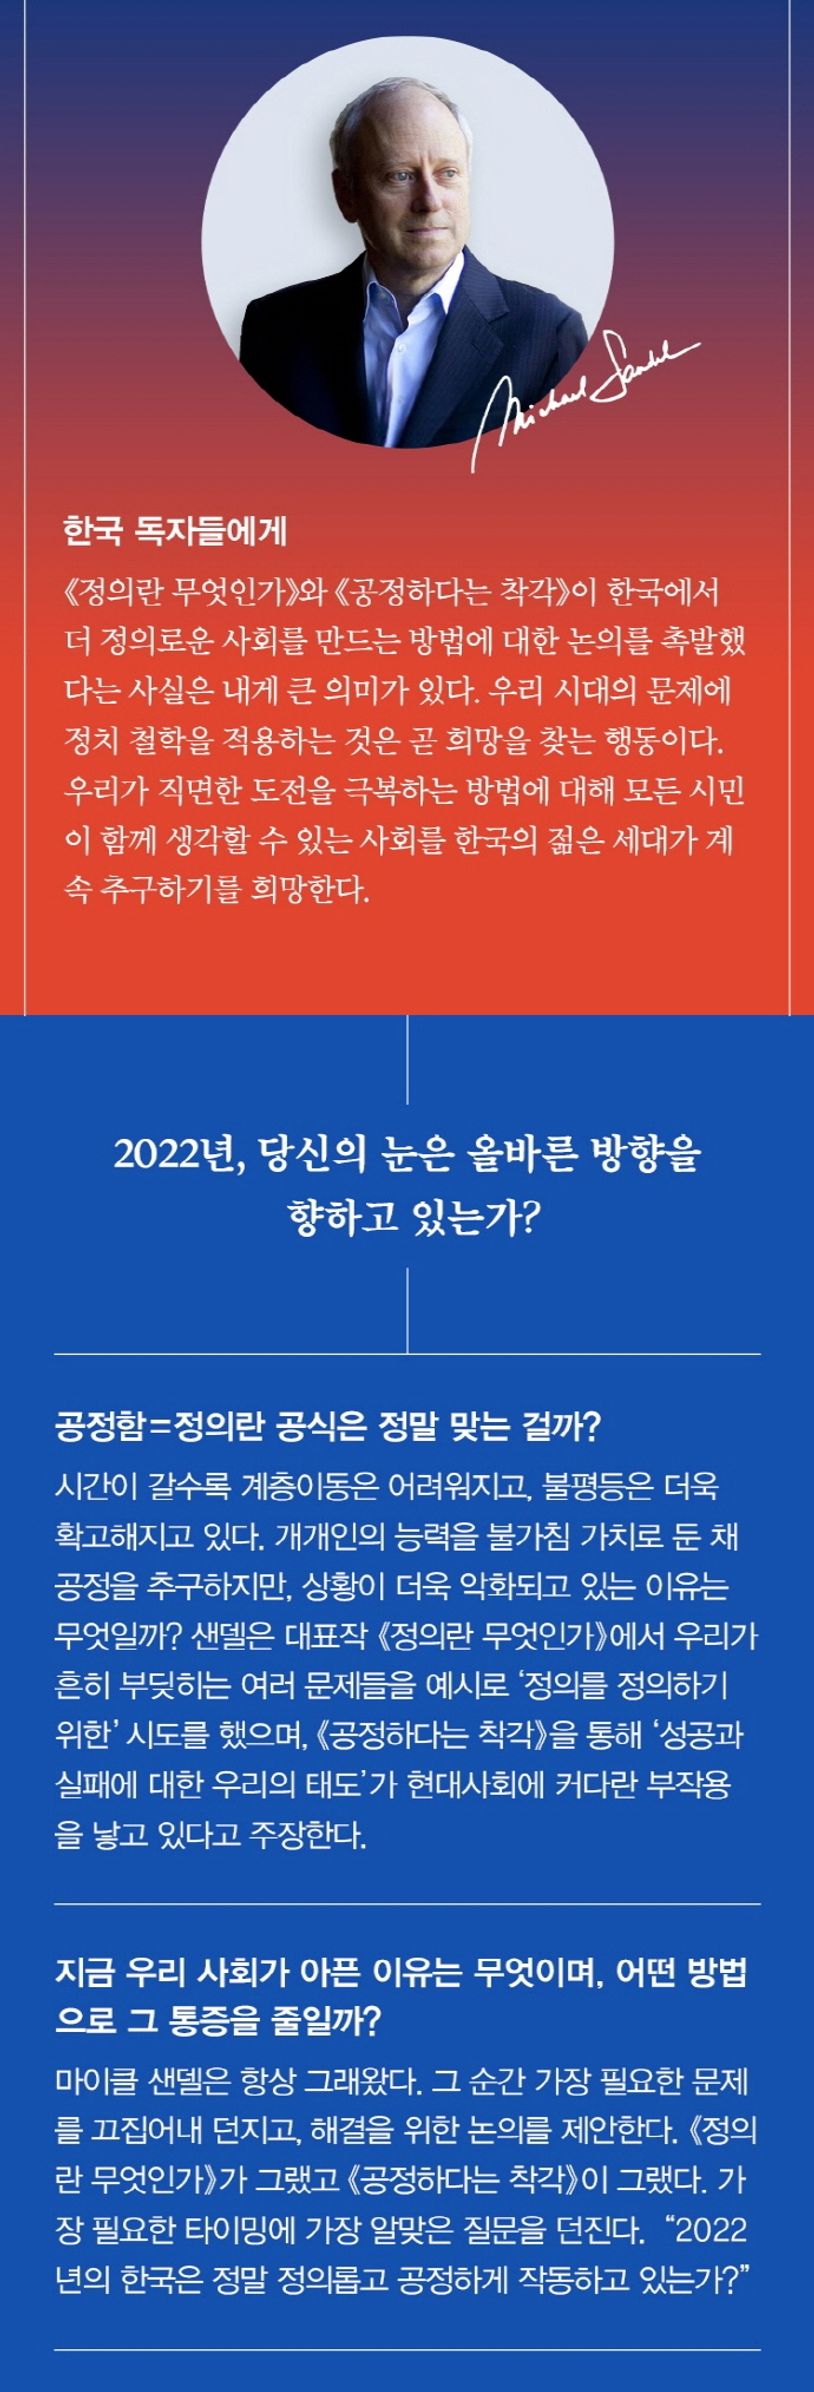 Michael Sandel
한국 독자들에게
《정의란 무엇인가》와 《공정하다는 착각》이 한국에서
더 정의로운 사회를 만드는 방법에 대한 논의를 촉발했
다는 사실은 내게 큰 의미가 있다. 우리 시대의 문제에
정치 철학을 적용하는 것은 곧 희망을 찾는 행동이다.
우리가 직면한 도전을 극복하는 방법에 대해 모든 시민
이 함께 생각할 수 있는 사회를 한국의 젊은 세대가 계
속 추구하기를 희망한다.
2022년, 당신의 눈은 올바른 방향을
향하고 있는가?
공정함=정의란 공식은 정말 맞는 걸까?
시간이 갈수록 계층이동은 어려워지고, 불평등은 더욱
확고해지고 있다. 개개인의 능력을 불가침 가치로 둔 채
공정을 추구하지만, 상황이 더욱 악화되고 있는 이유는
무엇일까? 샌델은 대표작 《정의란 무엇인가》에서 우리가
흔히 부딪히는 여러 문제들을 예시로 ‘정의를 정의하기
위한’ 시도를 했으며, 《공정하다는 착각》을 통해 ‘성공과
실패에 대한 우리의 태도’가 현대사회에 커다란 부작용
을 낳고 있다고 주장한다.
지금 우리 사회가 아픈 이유는 무엇이며, 어떤 방법
으로 그 통증을 줄일까?
마이클 샌델은 항상 그래왔다. 그 순간 가장 필요한 문제
를 끄집어내 던지고, 해결을 위한 논의를 제안한다. 《정의
란 무엇인가》가 그랬고 《공정하다는 착각》이 그랬다. 가
장 필요한 타이밍에 가장 알맞은 질문을 던진다. “2022
년의 한국은 정말 정의롭고 공정하게 작동하고 있는가?”